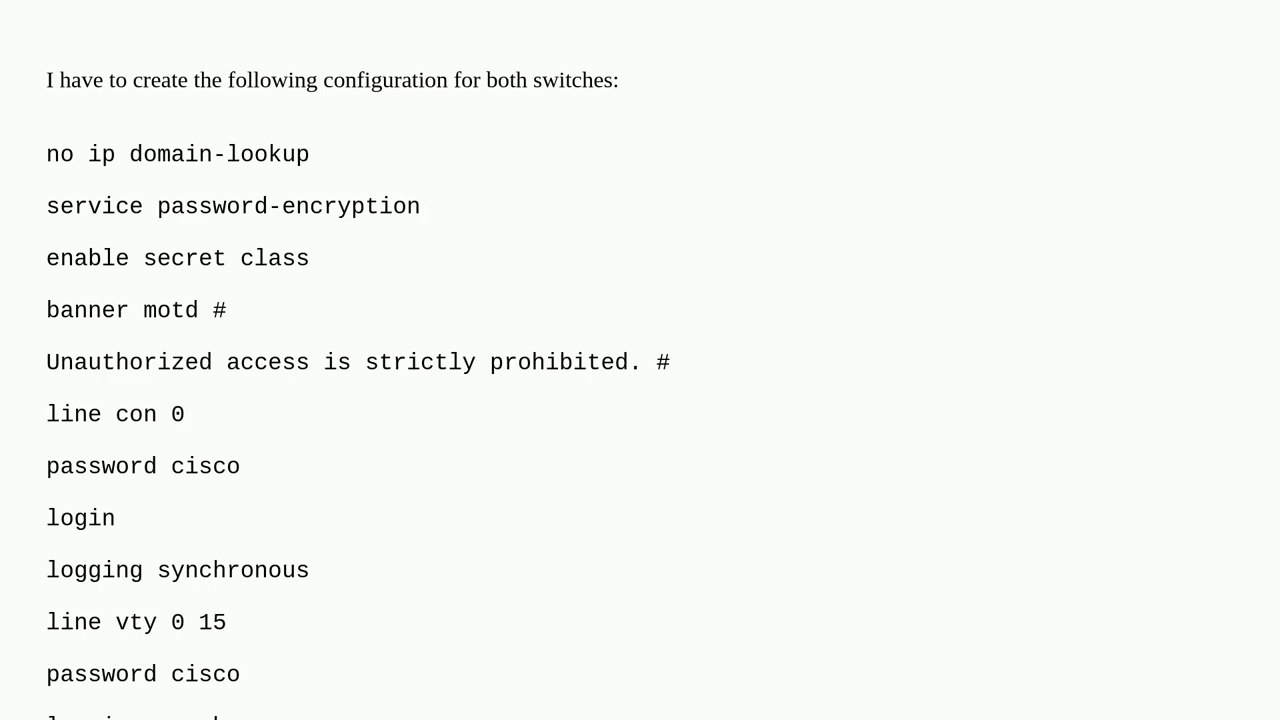 I have to create the following configuration for both switches:
no ip domain-lookup
service password-encryption
enable secret class
banner motd #
Unauthorized access is strictly prohibited. #
line con 0
password cisco
login
logging synchronous
line vty 0 15
password cisco